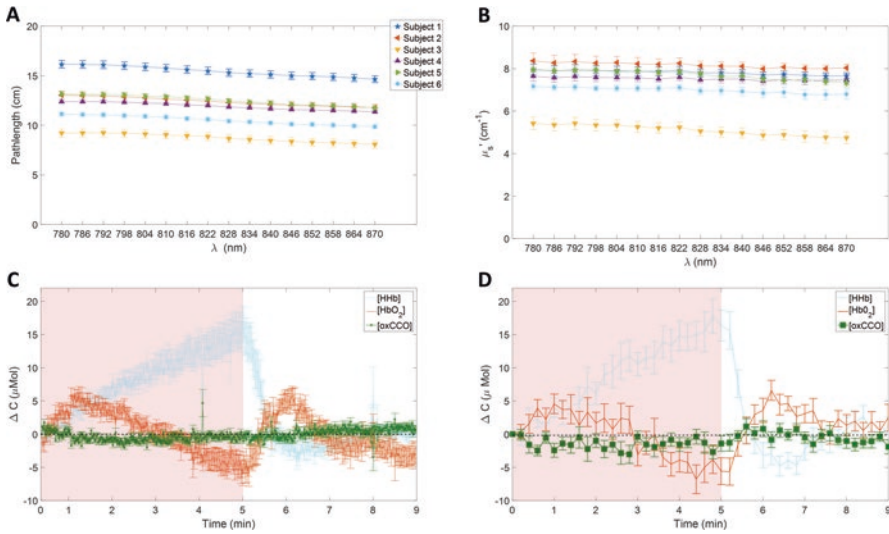 A
20
15
10
5
0
Pathlength (cm)
780 786 792 798 804 810 816 822 828 834 840 846 852 858 864 870
λ (nm)
Subject 1
Subject 2
Subject 3
Subject 4
Subject 5
Subject 6
B
10
8
6
4
2
0
μs' (cm-1)
780 786 792 798 804 810 816 822 828 834 840 846 852 858 864 870
λ (nm)
C
20
15
10
5
0
-5
-10
Δ C (μMol)
[HHb]
[HbO2]
[oxCCO]
0 1 2 3 4 5 6 7 8 9
Time (min)
D
20
15
10
5
0
-5
-10
Δ C (μ Mol)
[HHb]
[Hb02]
[oxCCO]
0 1 2 3 4 5 6 7 8 9
Time (min)